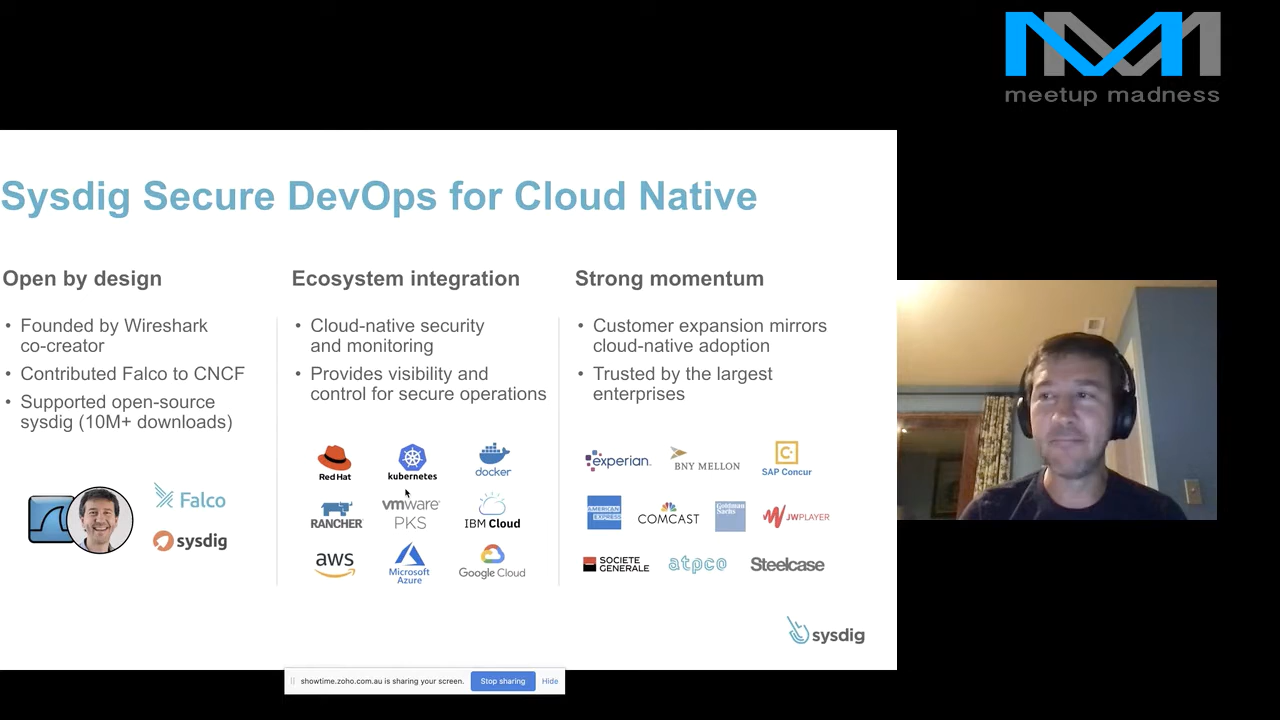 meetup madness
Sysdig Secure DevOps for Cloud Native
Open by design
• Founded by Wireshark
co-creator
• Contributed Falco to CNCF
• Supported open-source
sysdig (10M+ downloads)
Falco
sysdig
Ecosystem integration
• Cloud-native security
and monitoring
• Provides visibility and
control for secure operations
Red Hat
kubernetes
docker
RANCHER
vmware
PKS
IBM Cloud
aws
Microsoft
Azure
Google Cloud
Strong momentum
• Customer expansion mirrors
cloud-native adoption
• Trusted by the largest
enterprises
experian.
BNY MELLON
C
SAP Concur
AMERICAN
EXPRESS
COMCAST
Goldman
Sachs
JWPLAYER
SOCIETE
GENERALE
atpco
Steelcase
sysdig
showtime.zoho.com.au is sharing your screen.
Stop sharing
Hide